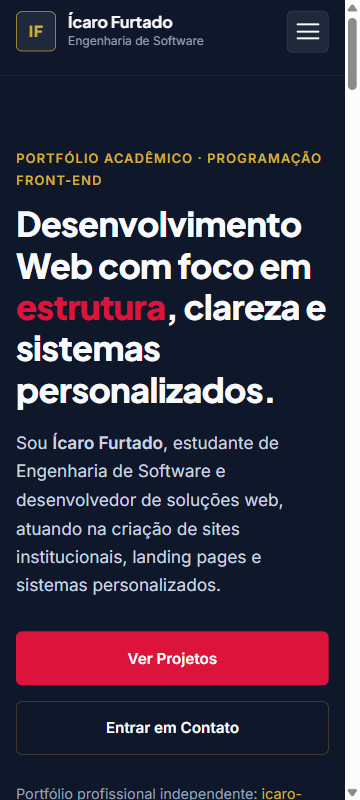 IF
Ícaro Furtado
Engenharia de Software
PORTFÓLIO ACADÊMICO · PROGRAMAÇÃO
FRONT-END
Desenvolvimento
Web com foco em
estrutura, clareza e
sistemas
personalizados.
Sou Ícaro Furtado, estudante de
Engenharia de Software e
desenvolvedor de soluções web,
atuando na criação de sites
institucionais, landing pages e
sistemas personalizados.
Ver Projetos
Entrar em Contato
Portfólio profissional independente: icaro-